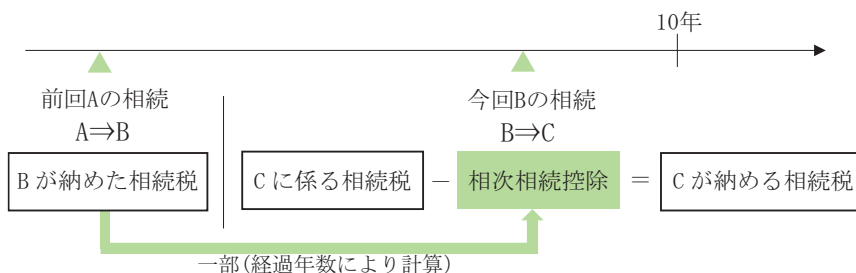 10年
前回Aの相続
A⇒B
今回Bの相続
B⇒C
Bが納めた相続税
Cに係る相続税 − 相次相続控除 = Cが納める相続税
一部(経過年数により計算)